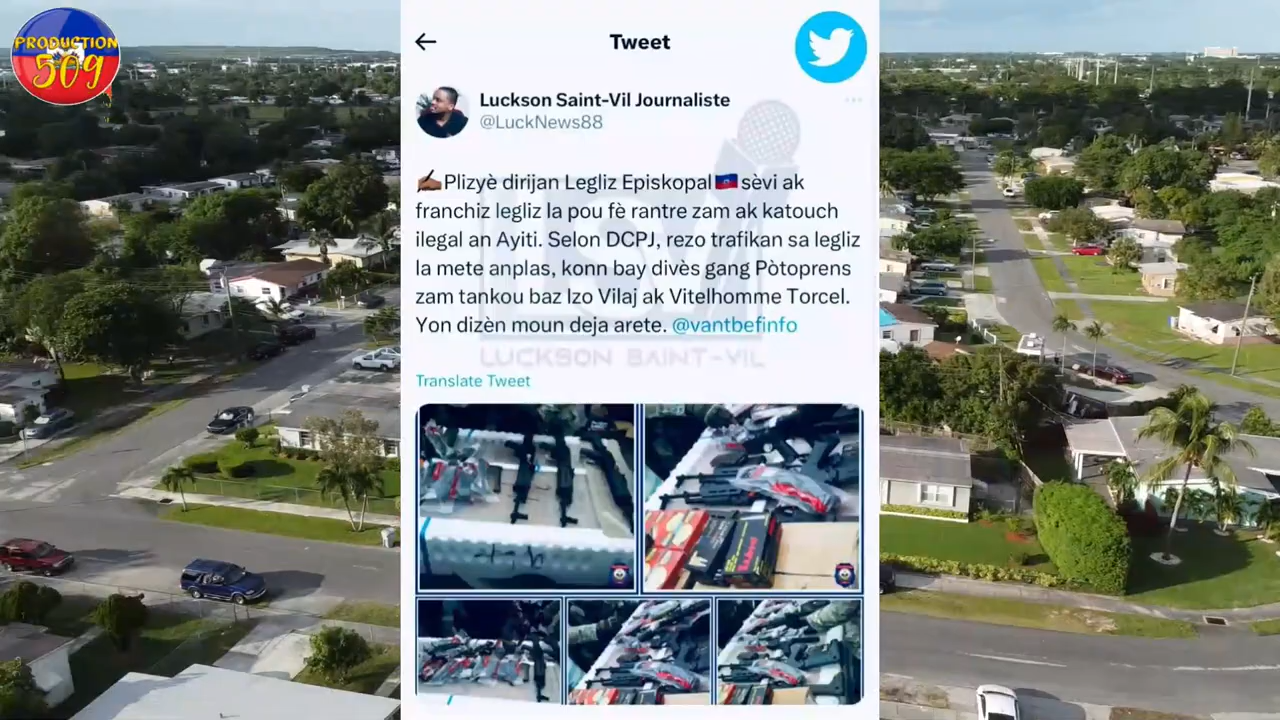 PRODUCTION
509
Tweet
Luckson Saint-Vil Journaliste
@LuckNews88
Plizyè dirijan Legliz Episkopal sèvi ak
franchiz legliz la pou fè rantre zam ak katouch
ilegal an Ayiti. Selon DCPJ, rezo trafikan sa legliz
la mete anplas, konn bay divès gang Pòtoprens
zam tankou baz Izo Vilaj ak Vitelhomme Torcel.
Yon dizèn moun deja arete. @vantbefinfo
LUCKSON SAINT-VIL
Translate Tweet